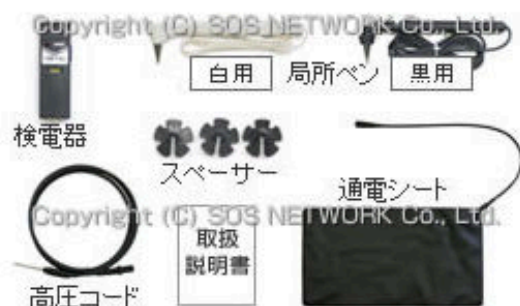 Copyright (C) SOS NETWORK Co., Ltd.
白用 局所ペン 黒用
検電器
スペーサー
通電シート
Copyright (C) SOS NETWORK Co., Ltd.
取扱
説明書
高圧コード